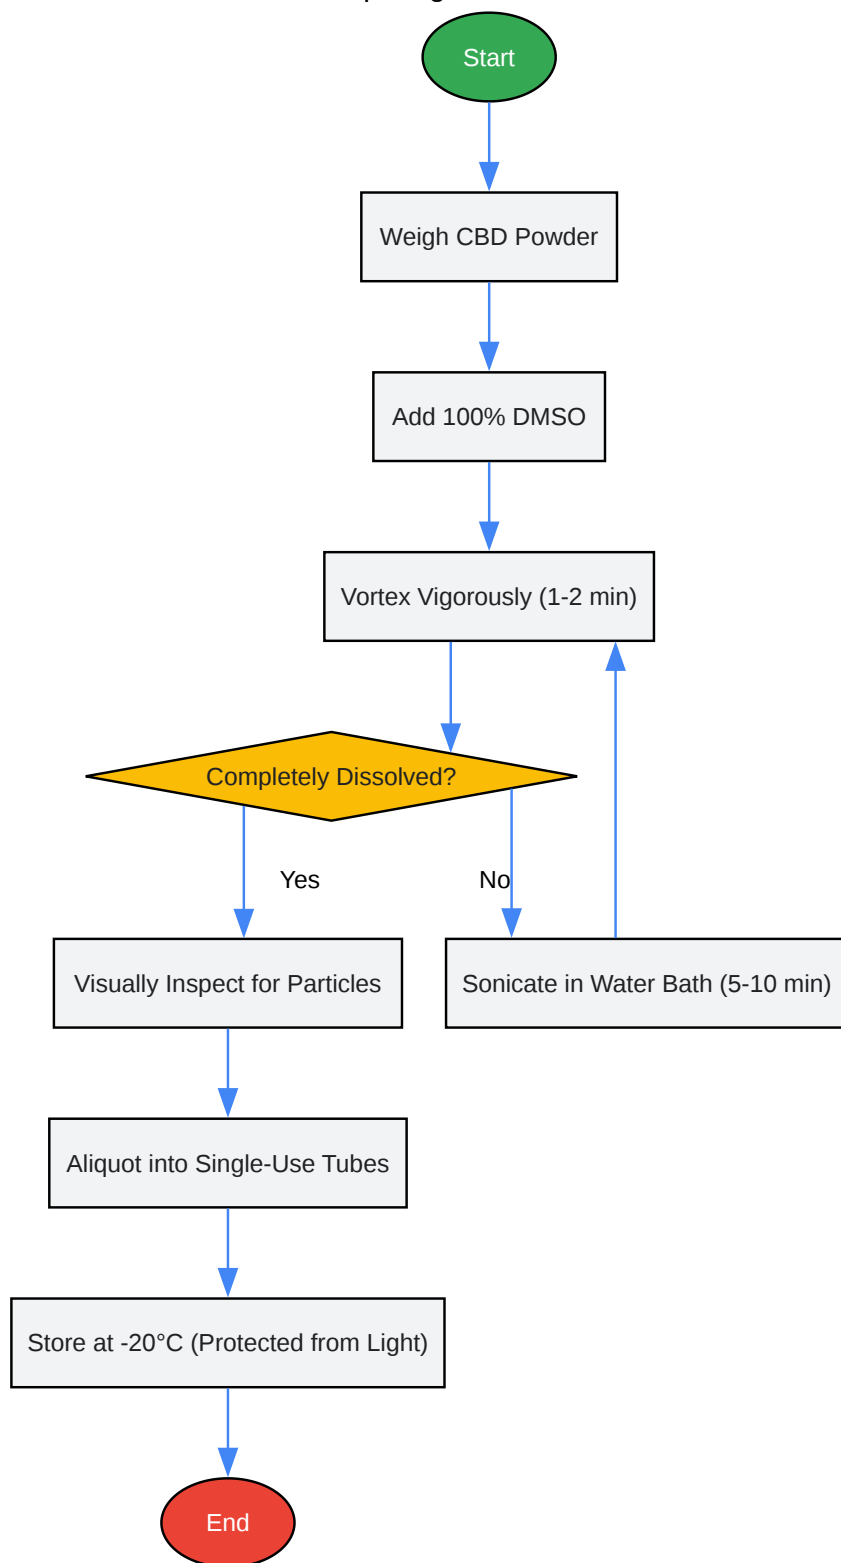 Start
Weigh CBD Powder
Add 100% DMSO
Vortex Vigorously (1-2 min)
Completely Dissolved?
Yes
No
Visually Inspect for Particles
Sonicate in Water Bath (5-10 min)
Aliquot into Single-Use Tubes
Store at -20°C (Protected from Light)
End